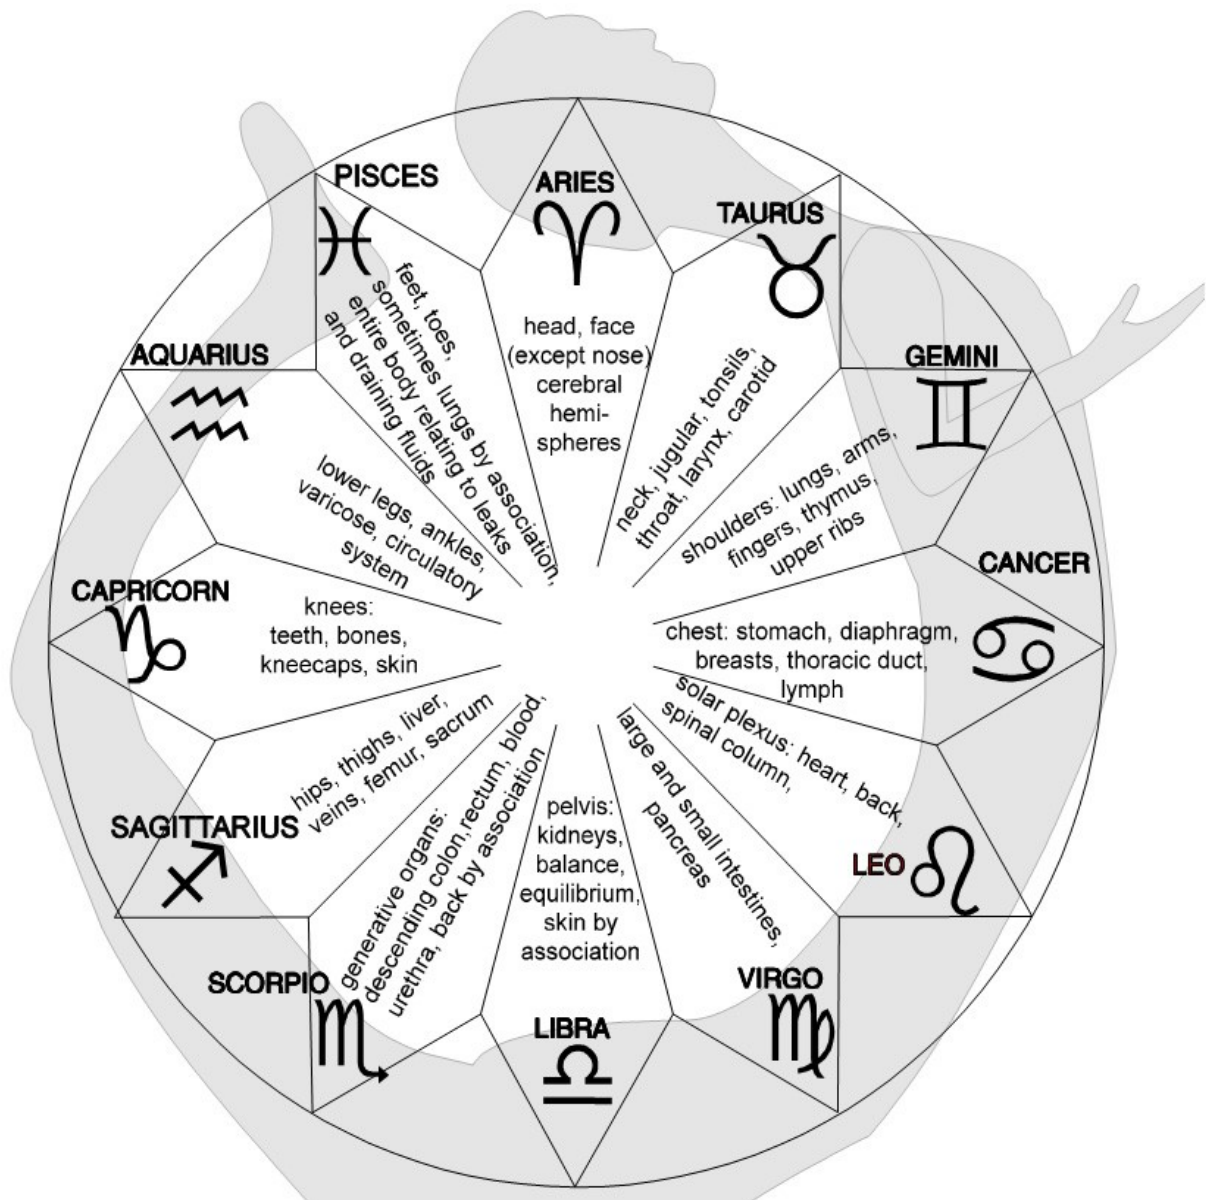 ARIES
head, face
(except nose)
cerebral
hemi-
spheres
TAURUS
neck, jugular, tonsils,
throat, larynx, carotid
GEMINI
shoulders: lungs, arms,
fingers, thymus,
upper ribs
CANCER
chest: stomach, diaphragm,
breasts, thoracic duct,
lymph
LEO
solar plexus: heart, back,
spinal column,
VIRGO
large and small intestines,
pancreas
LIBRA
pelvis:
kidneys,
balance,
equilibrium,
skin by
association
SCORPIO
generative organs:
descending colon,rectum, blood,
urethra, back by association
SAGITTARIUS
hips, thighs, liver,
veins, femur, sacrum
CAPRICORN
knees:
teeth, bones,
kneecaps, skin
AQUARIUS
lower legs, ankles,
varicose, circulatory
system
PISCES
feet, toes,
sometimes lungs by association,
entire body relating to leaks
and draining fluids